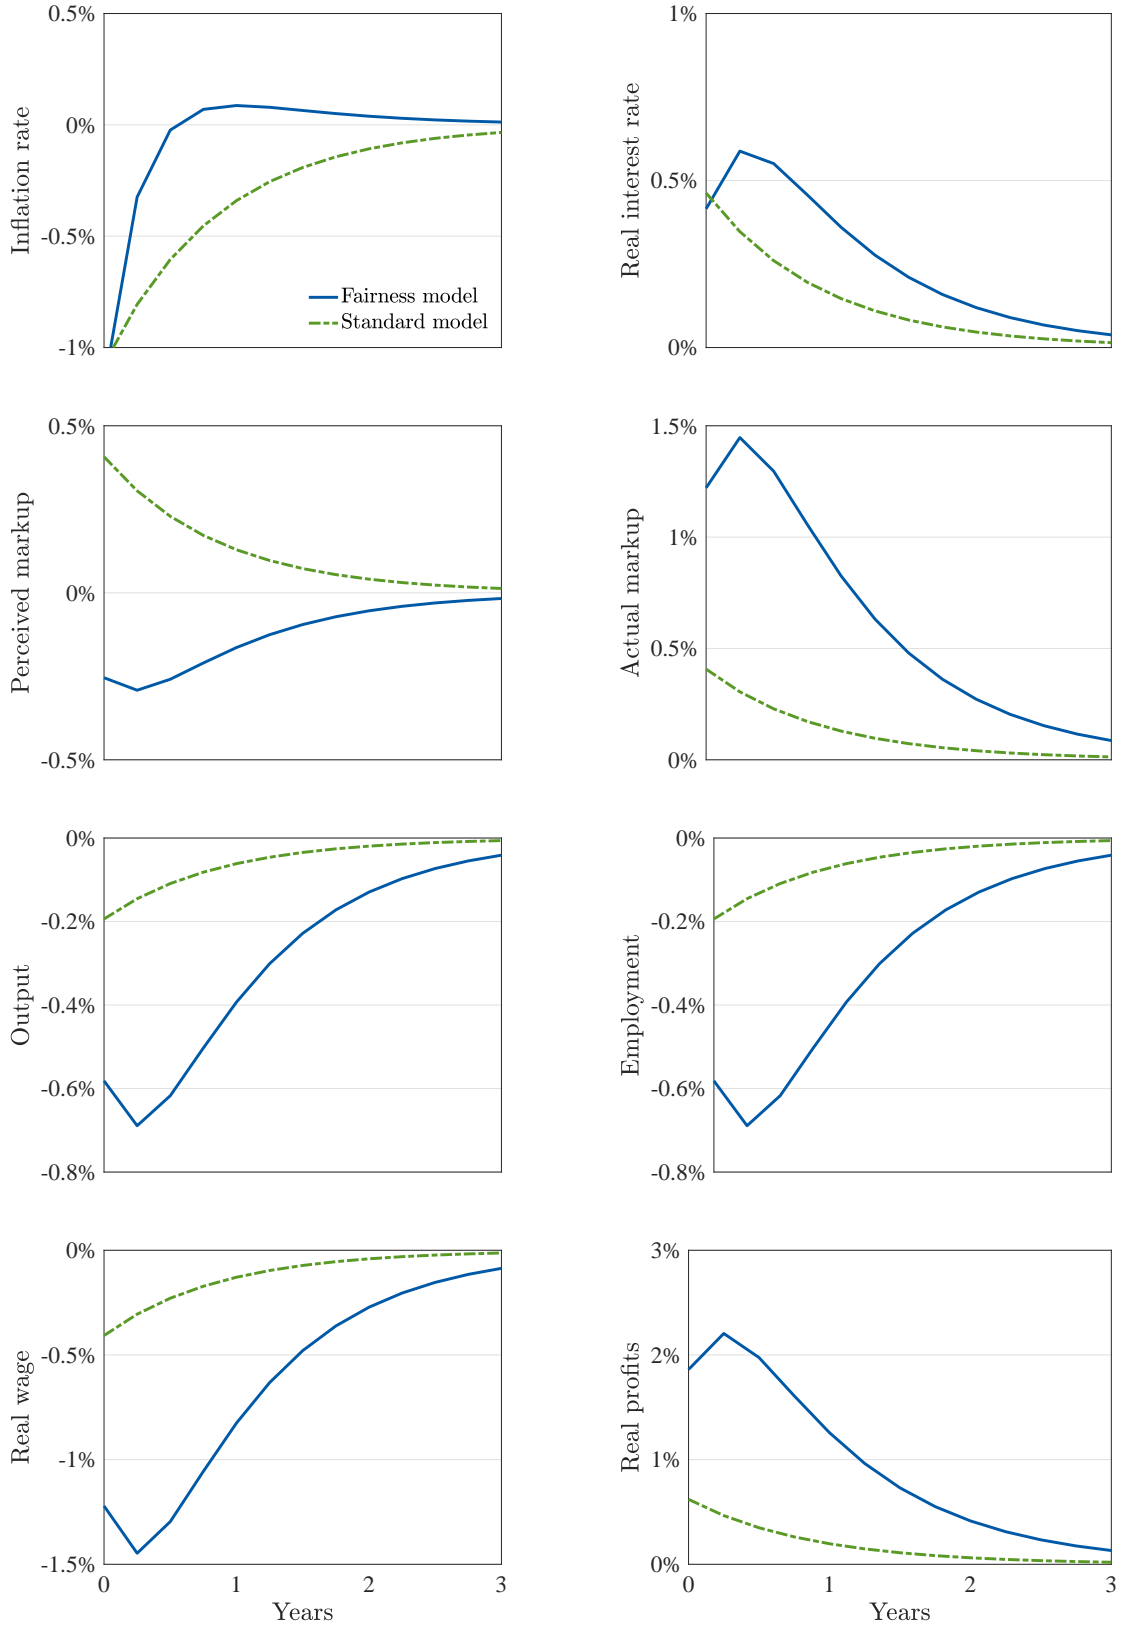 0.5%
0%
-0.5%
-1%
Inflation rate
Fairness model
Standard model
1%
0.5%
0%
Real interest rate
0.5%
0%
-0.5%
Perceived markup
1.5%
1%
0.5%
0%
Actual markup
0%
-0.2%
-0.4%
-0.6%
-0.8%
Output
0%
-0.2%
-0.4%
-0.6%
-0.8%
Employment
0%
-0.5%
-1%
-1.5%
Real wage
0 1 2 3
Years
3%
2%
1%
0%
Real profits
0 1 2 3
Years